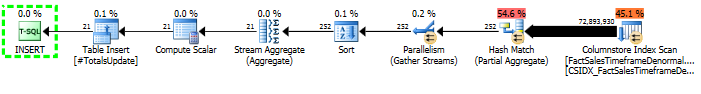 0.0 % 0.1 % 0.0 % 0.0 % 0.1 % 0.2 % 54.6 % 45.1 %
T-SQL 21 21 21 252 252 252 72,893,930
INSERT Table Insert Compute Scalar Stream Aggregate Sort Parallelism Hash Match Columnstore Index Scan
[#TotalsUpdate] (Aggregate) (Gather Streams) (Partial Aggregate) [FactSalesTimeframeDenormal...
[CSIDX_FactSalesTimeframeDe...